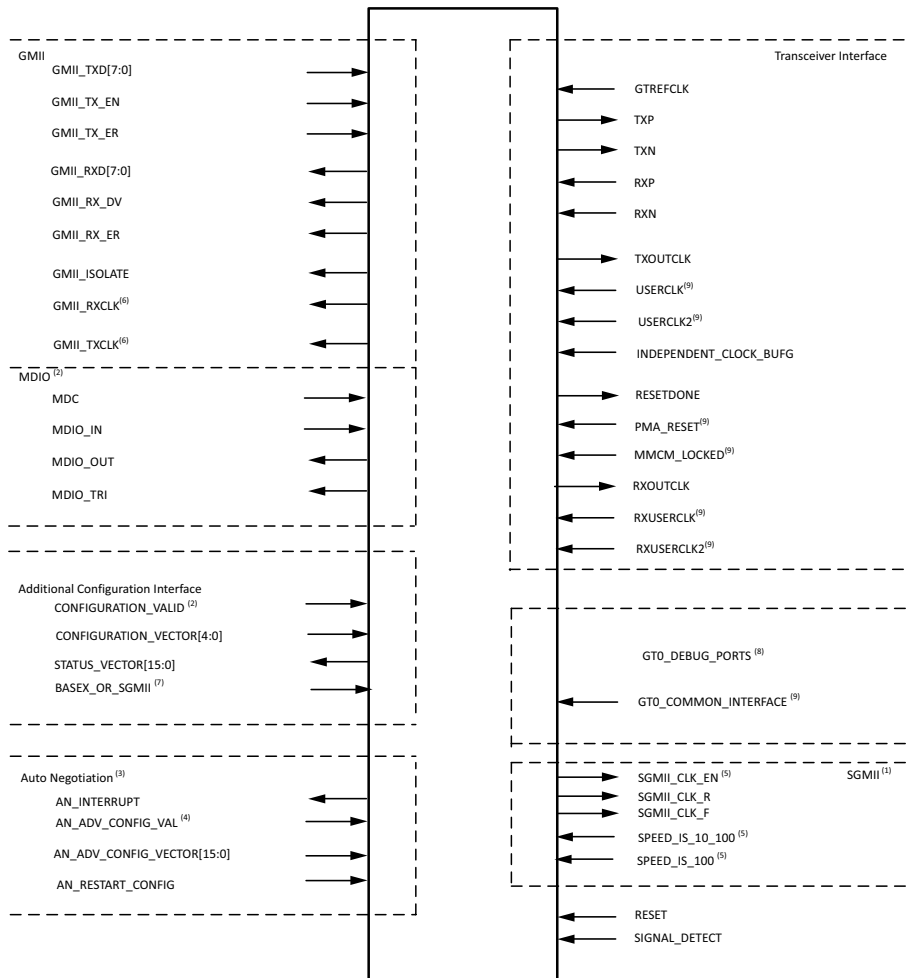 GMII
GMII_TXD[7:0]
GMII_TX_EN
GMII_TX_ER
GMII_RXD[7:0]
GMII_RX_DV
GMII_RX_ER
GMII_ISOLATE
GMII_RXCLK(6)
GMII_TXCLK(6)
MDIO (2)
MDC
MDIO_IN
MDIO_OUT
MDIO_TRI
Additional Configuration Interface
CONFIGURATION_VALID (2)
CONFIGURATION_VECTOR[4:0]
STATUS_VECTOR[15:0]
BASEX_OR_SGMII (7)
Auto Negotiation (3)
AN_INTERRUPT
AN_ADV_CONFIG_VAL (4)
AN_ADV_CONFIG_VECTOR[15:0]
AN_RESTART_CONFIG
Transceiver Interface
GTREFCLK
TXP
TXN
RXP
RXN
TXOUTCLK
USERCLK(9)
USERCLK2(9)
INDEPENDENT_CLOCK_BUFG
RESETDONE
PMA_RESET(9)
MMCM_LOCKED(9)
RXOUTCLK
RXUSERCLK(9)
RXUSERCLK2(9)
GT0_DEBUG_PORTS (8)
GT0_COMMON_INTERFACE (9)
SGMII (1)
SGMII_CLK_EN (5)
SGMII_CLK_R
SGMII_CLK_F
SPEED_IS_10_100 (5)
SPEED_IS_100 (5)
RESET
SIGNAL_DETECT